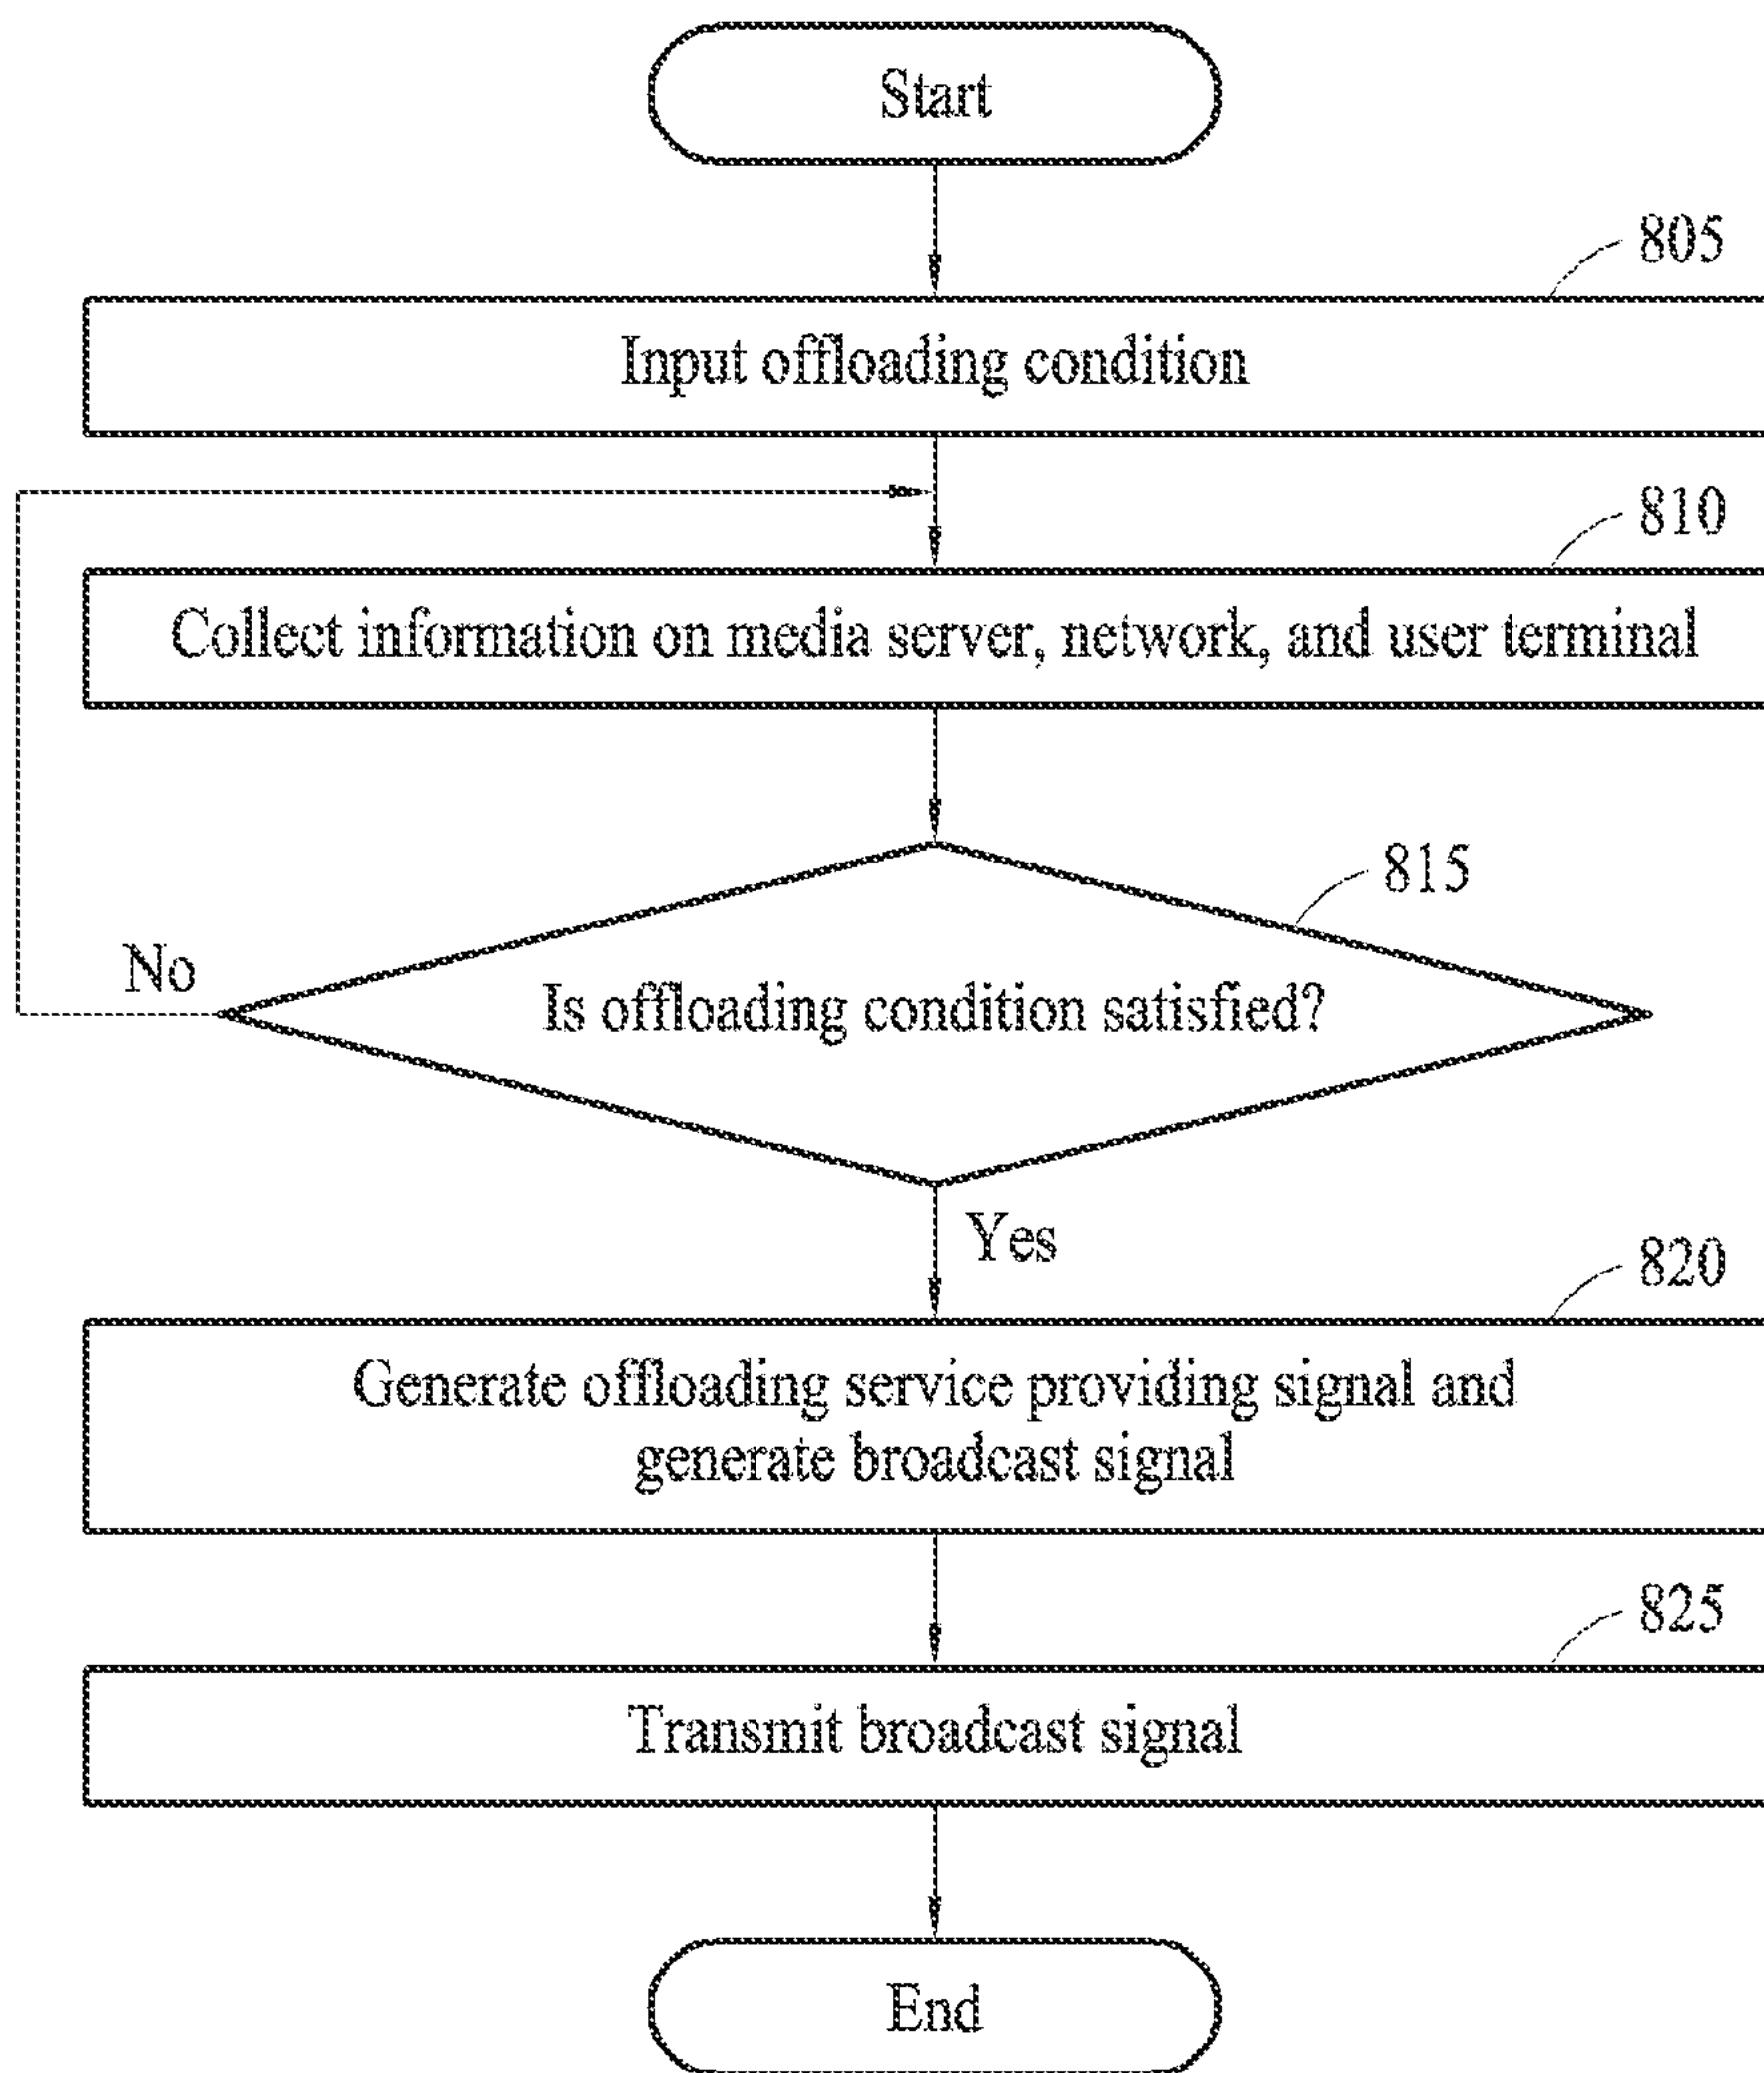 Start
805
Input offloading condition
810
Collect information on media server, network, and user terminal
815
No
Is offloading condition satisfied?
Yes
820
Generate offloading service providing signal and
generate broadcast signal
825
Transmit broadcast signal
End